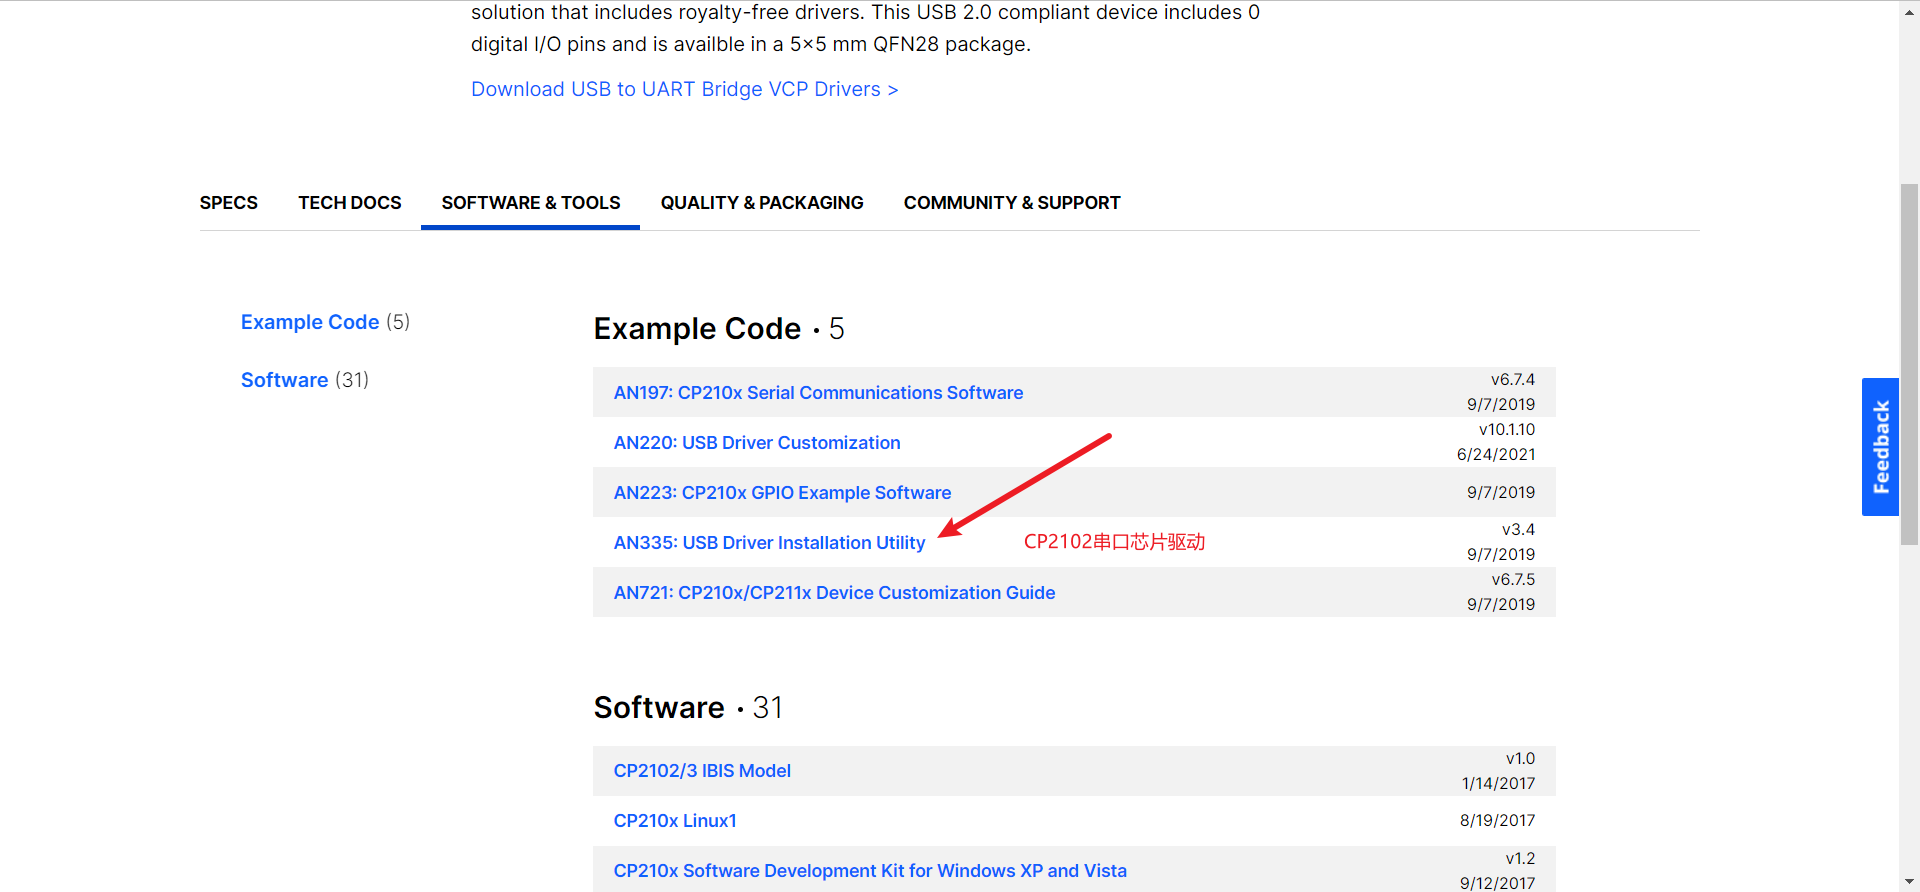 solution that includes royalty-free drivers. This USB 2.0 compliant device includes 0
digital I/O pins and is availble in a 5×5 mm QFN28 package.
Download USB to UART Bridge VCP Drivers >
SPECS TECH DOCS SOFTWARE & TOOLS QUALITY & PACKAGING COMMUNITY & SUPPORT
Example Code (5)
Software (31)
Example Code • 5
AN197: CP210x Serial Communications Software
v6.7.4
9/7/2019
AN220: USB Driver Customization
v10.1.10
6/24/2021
AN223: CP210x GPIO Example Software
9/7/2019
AN335: USB Driver Installation Utility
CP2102串口芯片驱动
v3.4
9/7/2019
AN721: CP210x/CP211x Device Customization Guide
v6.7.5
9/7/2019
Software • 31
CP2102/3 IBIS Model
v1.0
1/14/2017
CP210x Linux1
8/19/2017
CP210x Software Development Kit for Windows XP and Vista
v1.2
9/12/2017
Feedback